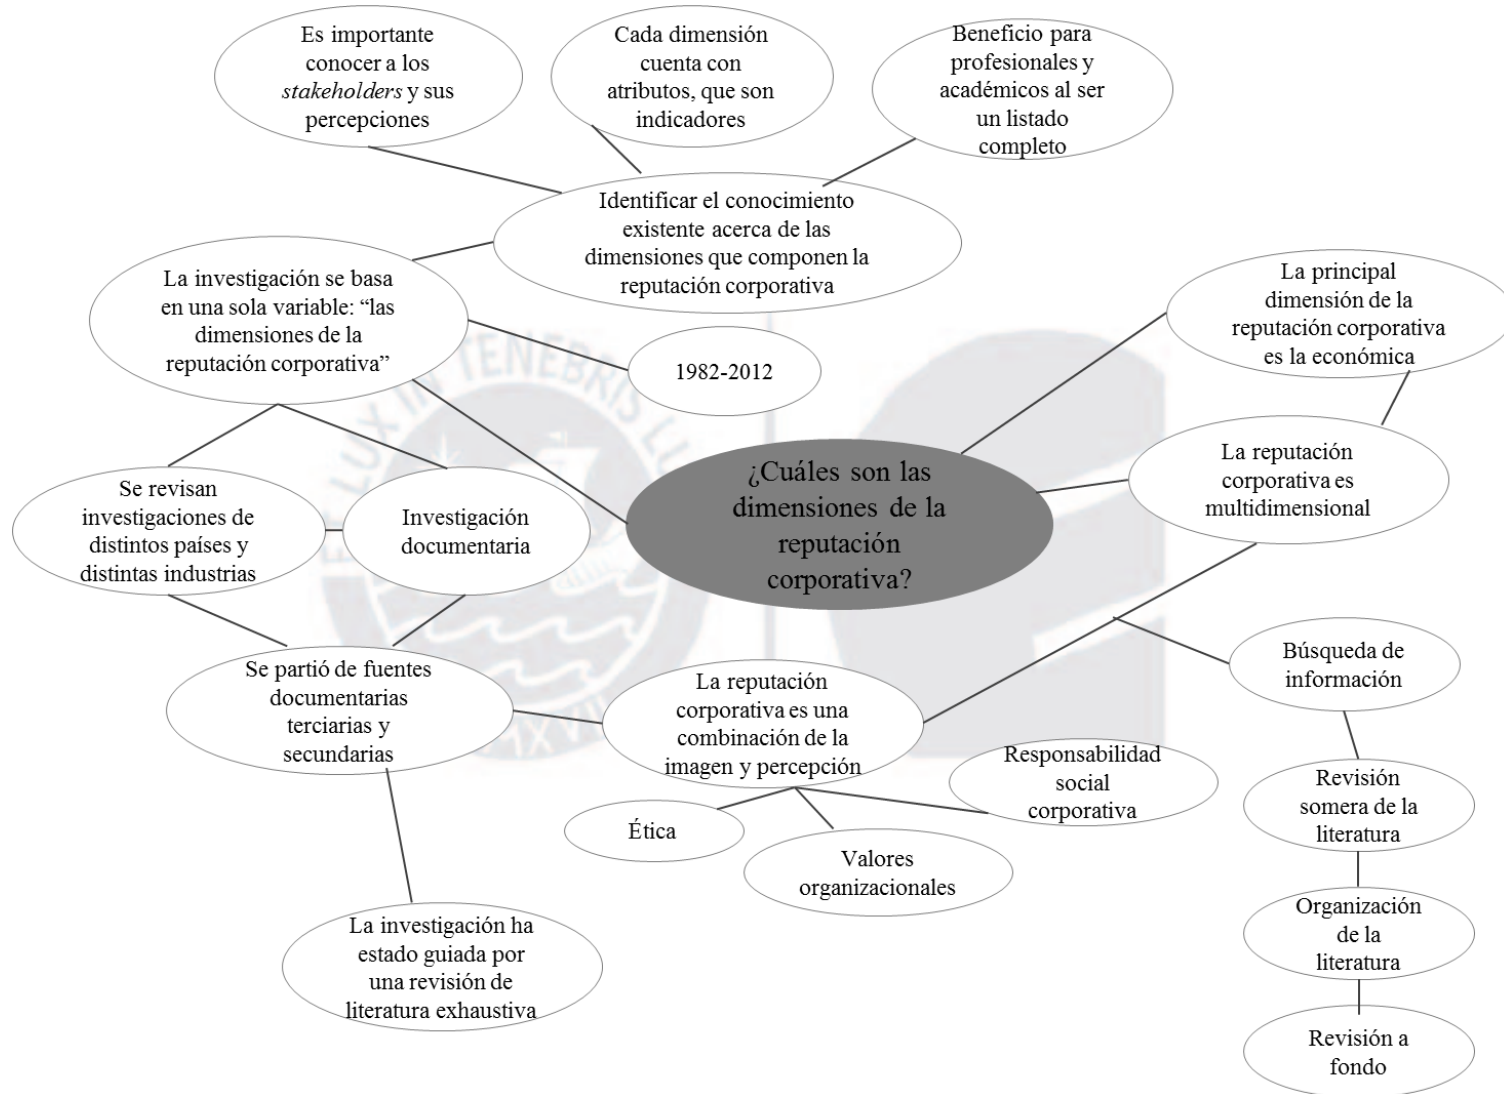 Es importante
conocer a los
stakeholders y sus
percepciones
Cada dimensión
cuenta con
atributos, que son
indicadores
Beneficio para
profesionales y
académicos al ser
un listado
completo
Identificar el conocimiento
existente acerca de las
dimensiones que componen la
reputación corporativa
La investigación se basa
en una sola variable: “las
dimensiones de la
reputación corporativa”
1982-2012
La principal
dimensión de la
reputación corporativa
es la económica
La reputación
corporativa es
multidimensional
¿Cuáles son las
dimensiones de la
reputación
corporativa?
Se revisan
investigaciones de
distintos países y
distintas industrias
Investigación
documentaria
Se partió de fuentes
documentarias
terciarias y
secundarias
La reputación
corporativa es una
combinación de la
imagen y percepción
Búsqueda de
información
Responsabilidad
social
corporativa
Ética
Valores
organizacionales
Revisión
somera de la
literatura
Organización
de la
literatura
Revisión a
fondo
La investigación ha
estado guiada por
una revisión de
literatura exhaustiva
ET LUX IN TENEBRIS